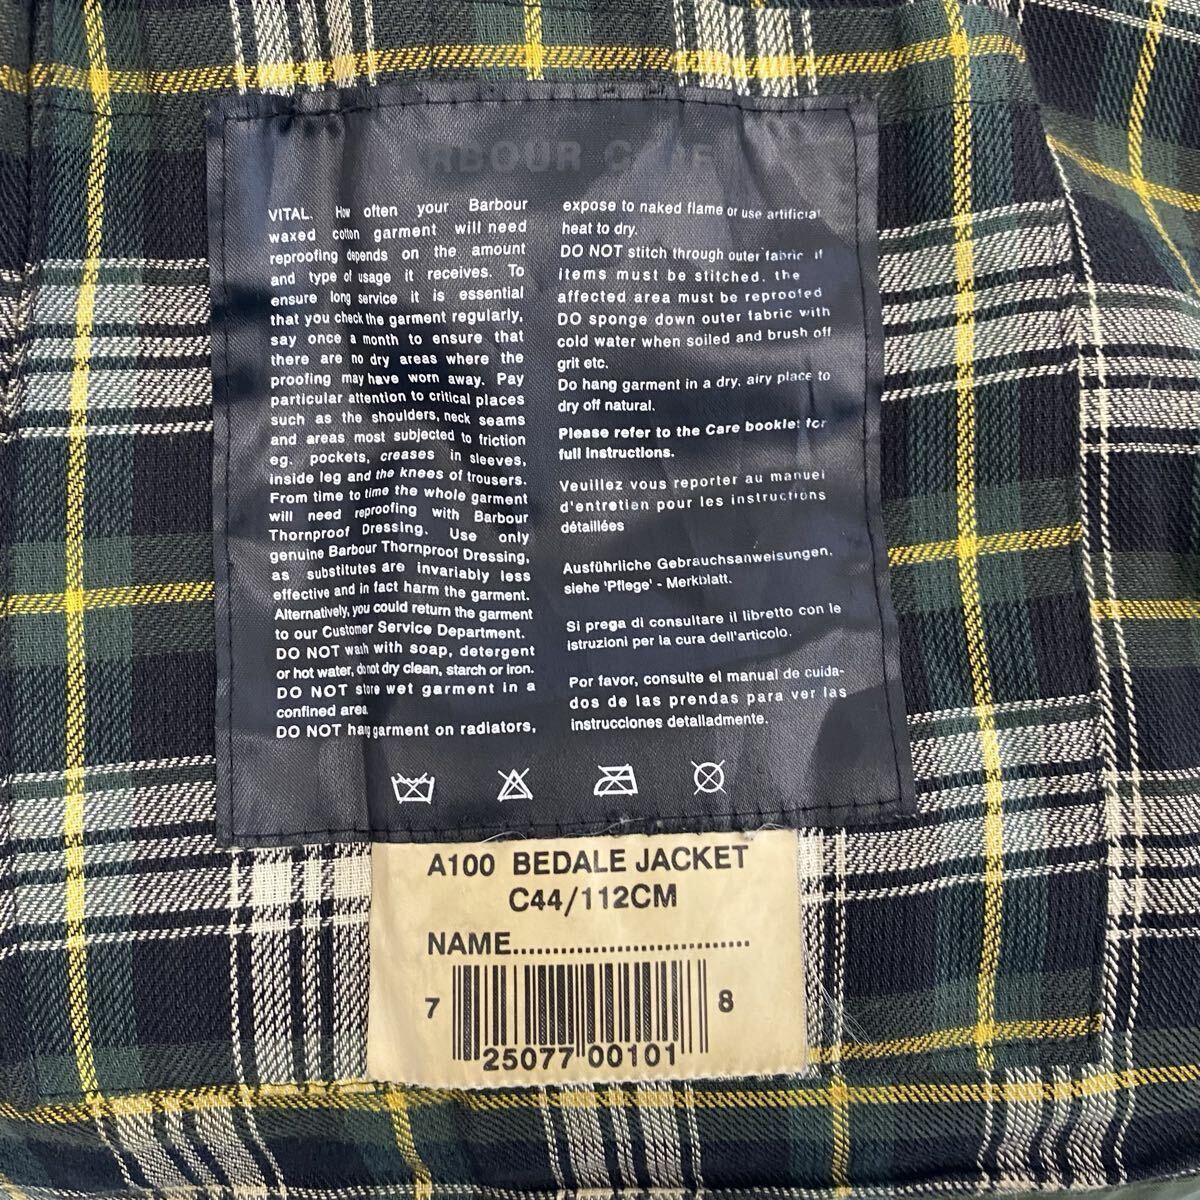 RBOUR
VITAL. How often your Barbour
waxed cotton garment will need
reproofing depends on the amount
and type of usage it receives. To
ensure long service it is essential
that you check the garment regularly,
say once a month to ensure that
there are no dry areas where the
proofing may have worn away. Pay
particular attention to critical places
such as the shoulders, neck seams
and areas most subjected to friction
eg. pockets, creases in sleeves,
inside leg and the knees of trousers.
From time to time the whole garment
will need reproofing with Barbour
Thornproof Dressing. Use only
genuine Barbour Thornproof Dressing,
as substitutes are invariably less
effective and in fact harm the garment.
Alternatively, you could return the garment
to our Customer Service Department.
DO NOT wash with soap, detergent
or hot water, do not dry clean, starch or iron.
DO NOT store wet garment in a
confined area
DO NOT hang garment on radiators,
expose to naked flame or use artificial
heat to dry.
DO NOT stitch through outer fabric if
items must be stitched. the
affected area must be reproofed
DO sponge down outer fabric with
cold water when soiled and brush off
grit etc.
Do hang garment in a dry, airy place to
dry off natural.
Please refer to the Care booklet for
full instructions.
Veuillez vous reporter au manuel
d'entretien pour les instructions
détaillées
Ausführliche Gebrauchsanweisungen,
siehe 'Pflege' - Merkblatt.
Si prega di consultare il libretto con le
istruzioni per la cura dell'articolo.
Por favor, consulte el manual de cuida-
dos de las prendas para ver las
instrucciones detalladmente.
A100 BEDALE JACKET
C44/112CM
NAME..............................
7 25077 00101 8